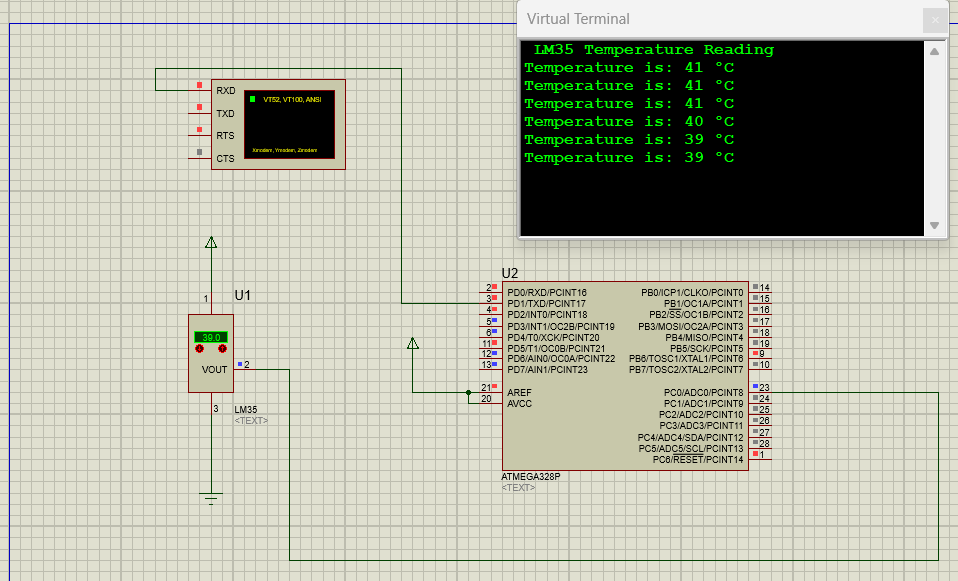 Virtual Terminal
LM35 Temperature Reading
Temperature is: 41 °C
Temperature is: 41 °C
Temperature is: 41 °C
Temperature is: 40 °C
Temperature is: 39 °C
Temperature is: 39 °C
RXD
TXD
RTS
CTS
VT52, VT100, ANSI
Xmodem, Ymodem, Zmodem
U1
1
39.0
VOUT
2
3
LM35
<TEXT>
U2
2 PD0/RXD/PCINT16
3 PD1/TXD/PCINT17
4 PD2/INT0/PCINT18
5 PD3/INT1/OC2B/PCINT19
6 PD4/T0/XCK/PCINT20
11 PD5/T1/OC0B/PCINT21
12 PD6/AIN0/OC0A/PCINT22
13 PD7/AIN1/PCINT23
21 AREF
20 AVCC
PB0/ICP1/CLKO/PCINT0 14
PB1/OC1A/PCINT1 15
PB2/SS/OC1B/PCINT2 16
PB3/MOSI/OC2A/PCINT3 17
PB4/MISO/PCINT4 18
PB5/SCK/PCINT5 19
PB6/TOSC1/XTAL1/PCINT6 9
PB7/TOSC2/XTAL2/PCINT7 10
PC0/ADC0/PCINT8 23
PC1/ADC1/PCINT9 24
PC2/ADC2/PCINT10 25
PC3/ADC3/PCINT11 26
PC4/ADC4/SDA/PCINT12 27
PC5/ADC5/SCL/PCINT13 28
PC6/RESET/PCINT14 1
ATMEGA328P
<TEXT>